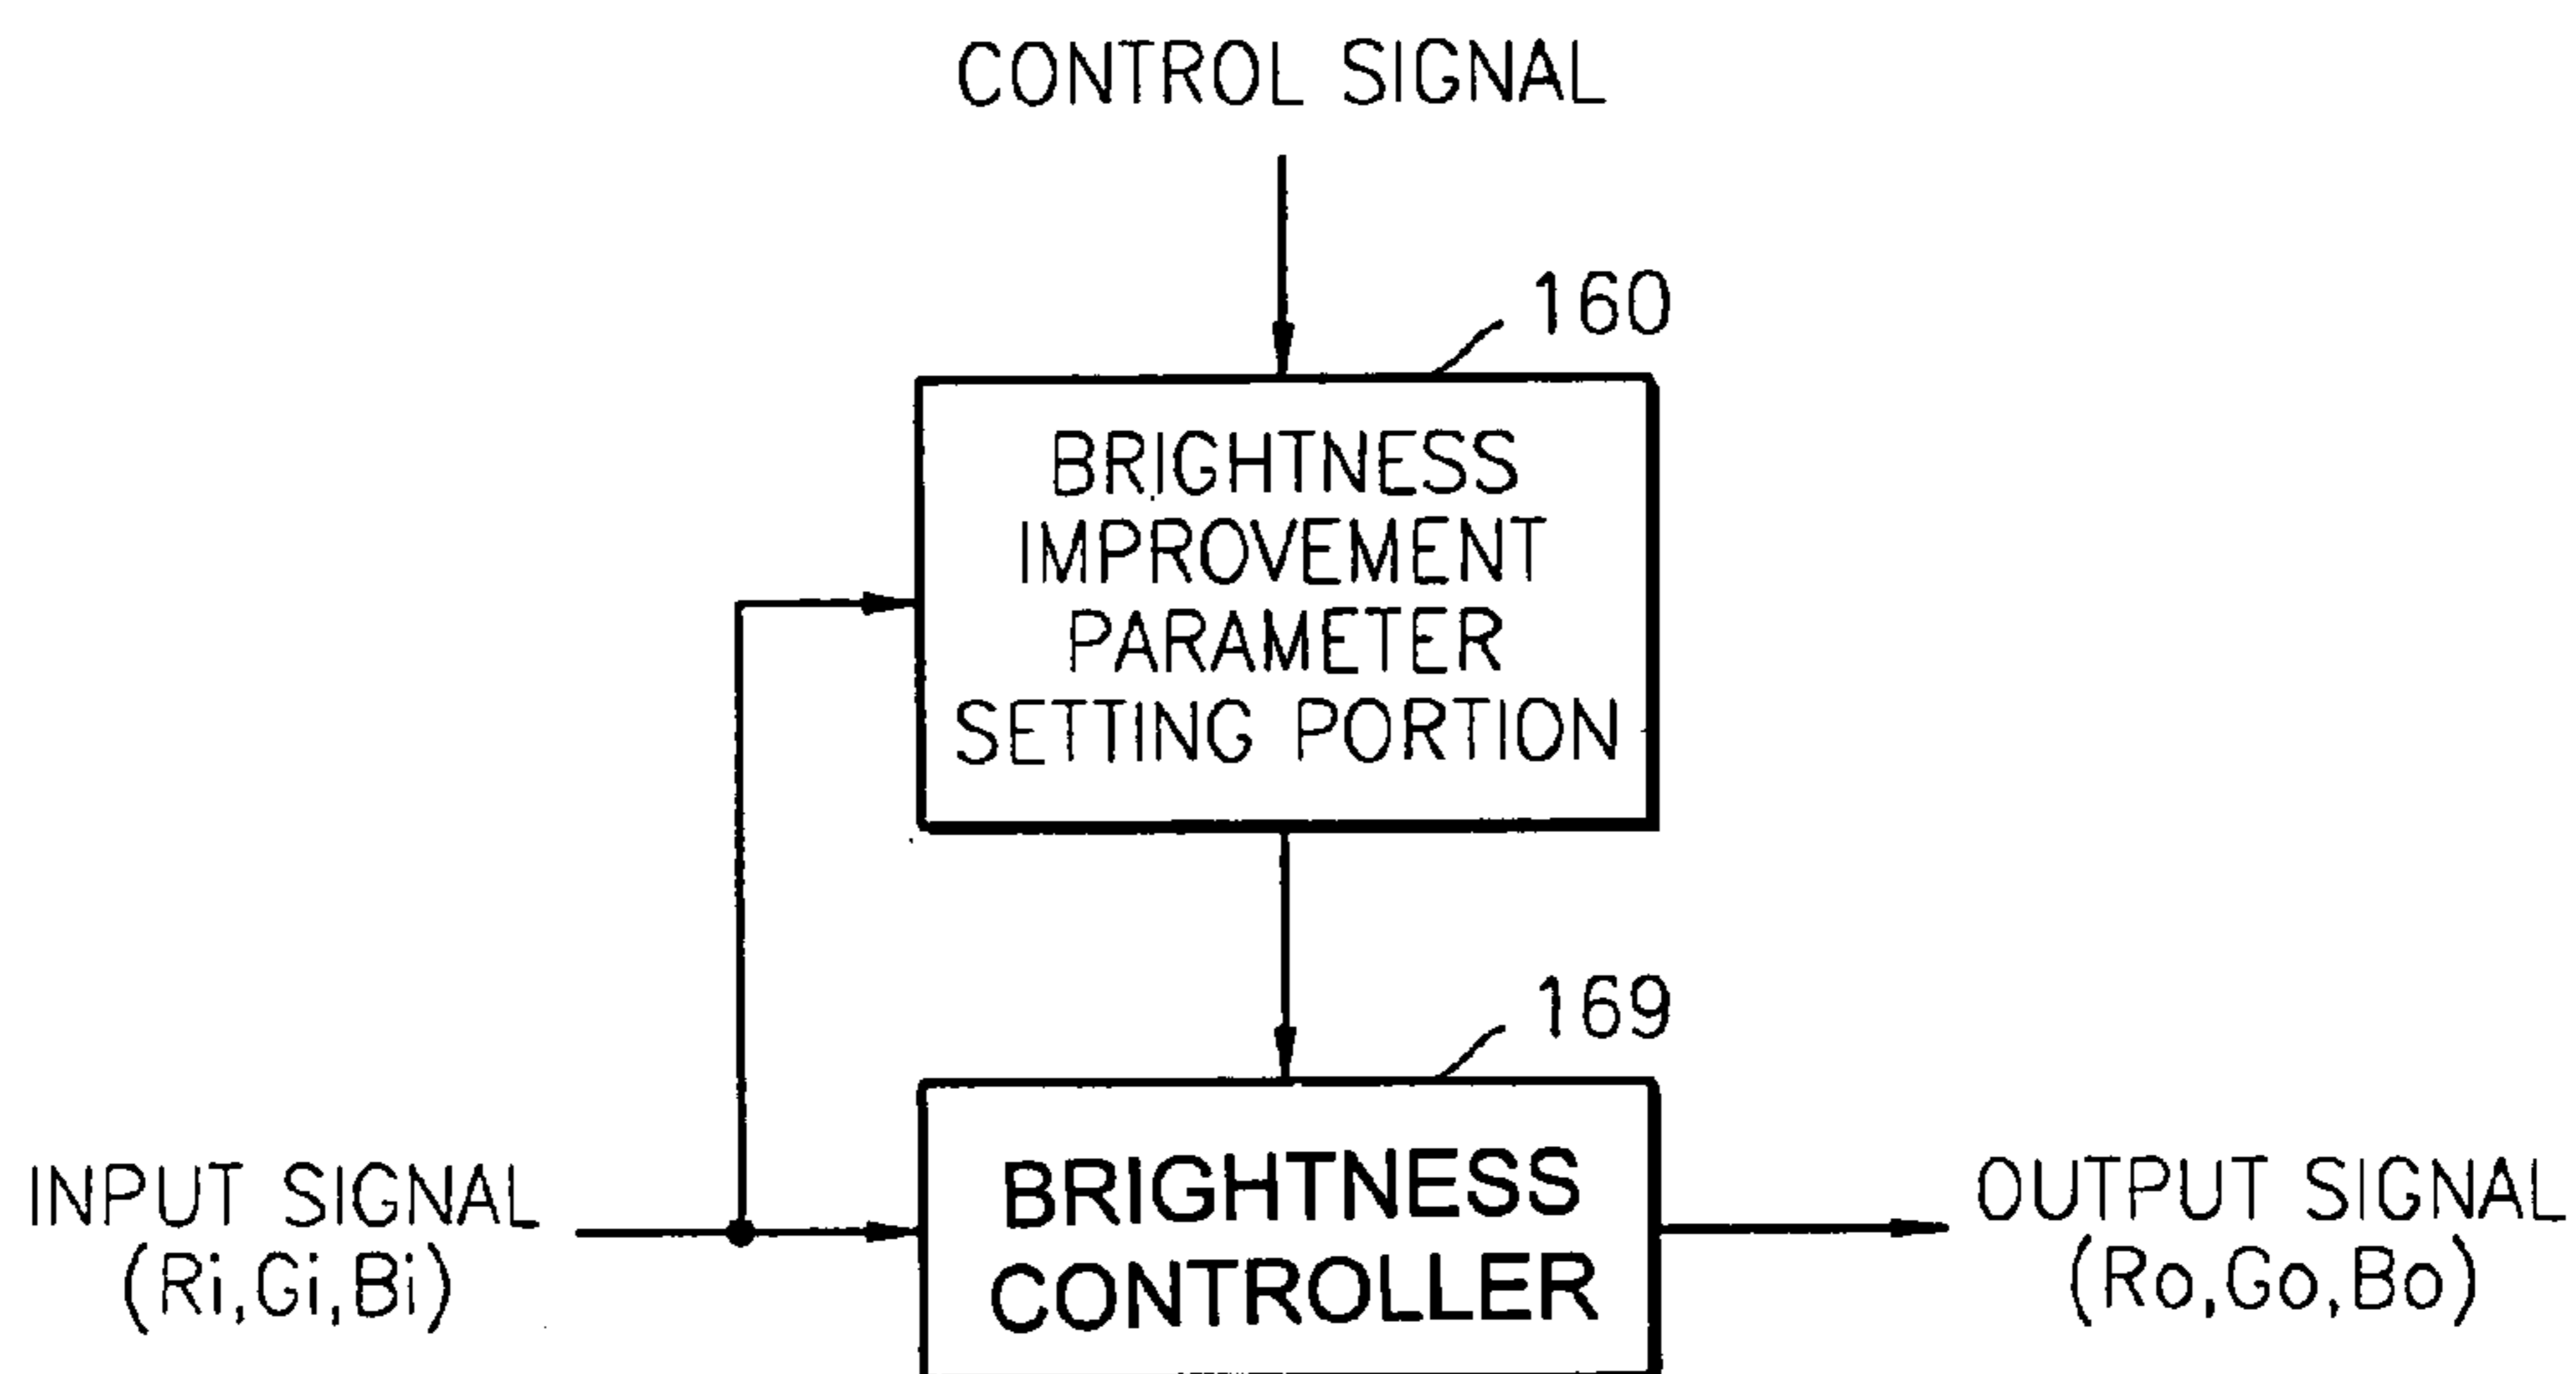 CONTROL SIGNAL
160
BRIGHTNESS
IMPROVEMENT
PARAMETER
SETTING PORTION
169
BRIGHTNESS
CONTROLLER
INPUT SIGNAL
(Ri,Gi,Bi)
OUTPUT SIGNAL
(Ro,Go,Bo)